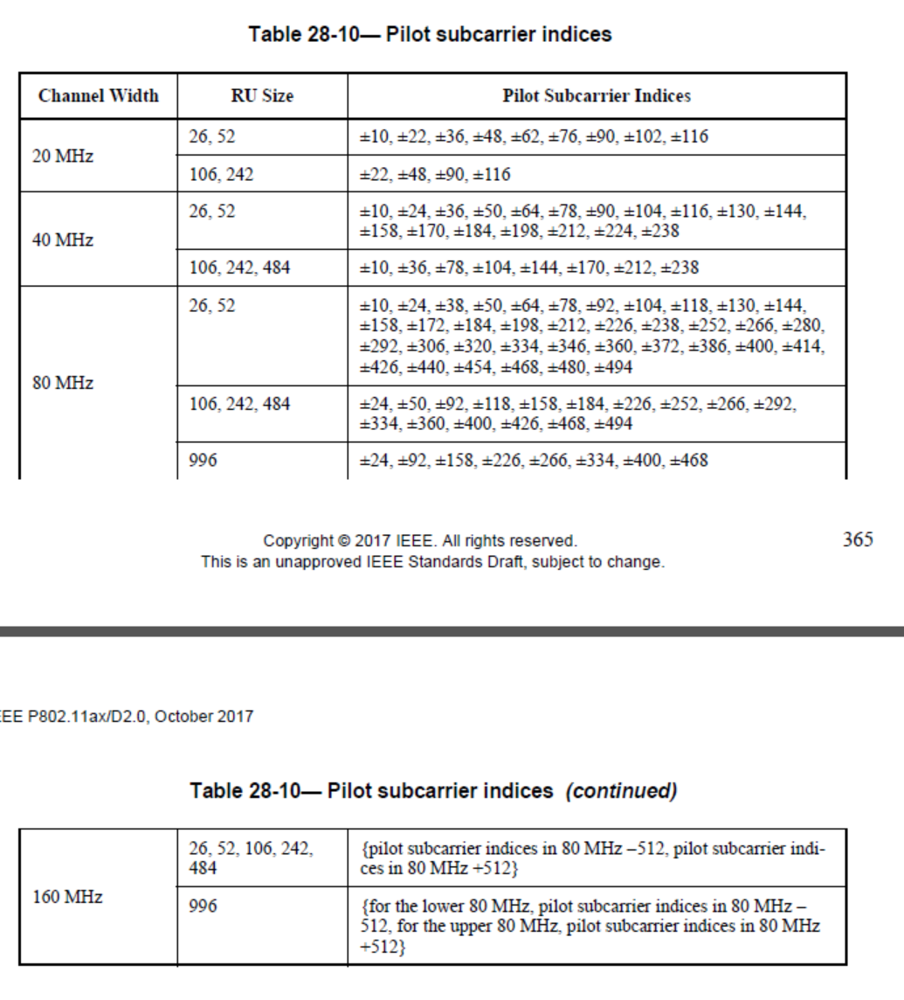 Table 28-10— Pilot subcarrier indices
Channel Width RU Size Pilot Subcarrier Indices
20 MHz
26, 52
±10, ±22, ±36, ±48, ±62, ±76, ±90, ±102, ±116
106, 242
±22, ±48, ±90, ±116
40 MHz
26, 52
±10, ±24, ±36, ±50, ±64, ±78, ±90, ±104, ±116, ±130, ±144,
±158, ±170, ±184, ±198, ±212, ±224, ±238
106, 242, 484
±10, ±36, ±78, ±104, ±144, ±170, ±212, ±238
80 MHz
26, 52
±10, ±24, ±38, ±50, ±64, ±78, ±92, ±104, ±118, ±130, ±144,
±158, ±172, ±184, ±198, ±212, ±226, ±238, ±252, ±266, ±280,
±292, ±306, ±320, ±334, ±346, ±360, ±372, ±386, ±400, ±414,
±426, ±440, ±454, ±468, ±480, ±494
106, 242, 484
±24, ±50, ±92, ±118, ±158, ±184, ±226, ±252, ±266, ±292,
±334, ±360, ±400, ±426, ±468, ±494
996
±24, ±92, ±158, ±226, ±266, ±334, ±400, ±468
Copyright © 2017 IEEE. All rights reserved.
365
This is an unapproved IEEE Standards Draft, subject to change.
EE P802.11ax/D2.0, October 2017
Table 28-10— Pilot subcarrier indices (continued)
160 MHz
26, 52, 106, 242,
484
{pilot subcarrier indices in 80 MHz –512, pilot subcarrier indi-
ces in 80 MHz +512}
996
{for the lower 80 MHz, pilot subcarrier indices in 80 MHz –
512, for the upper 80 MHz, pilot subcarrier indices in 80 MHz
+512}